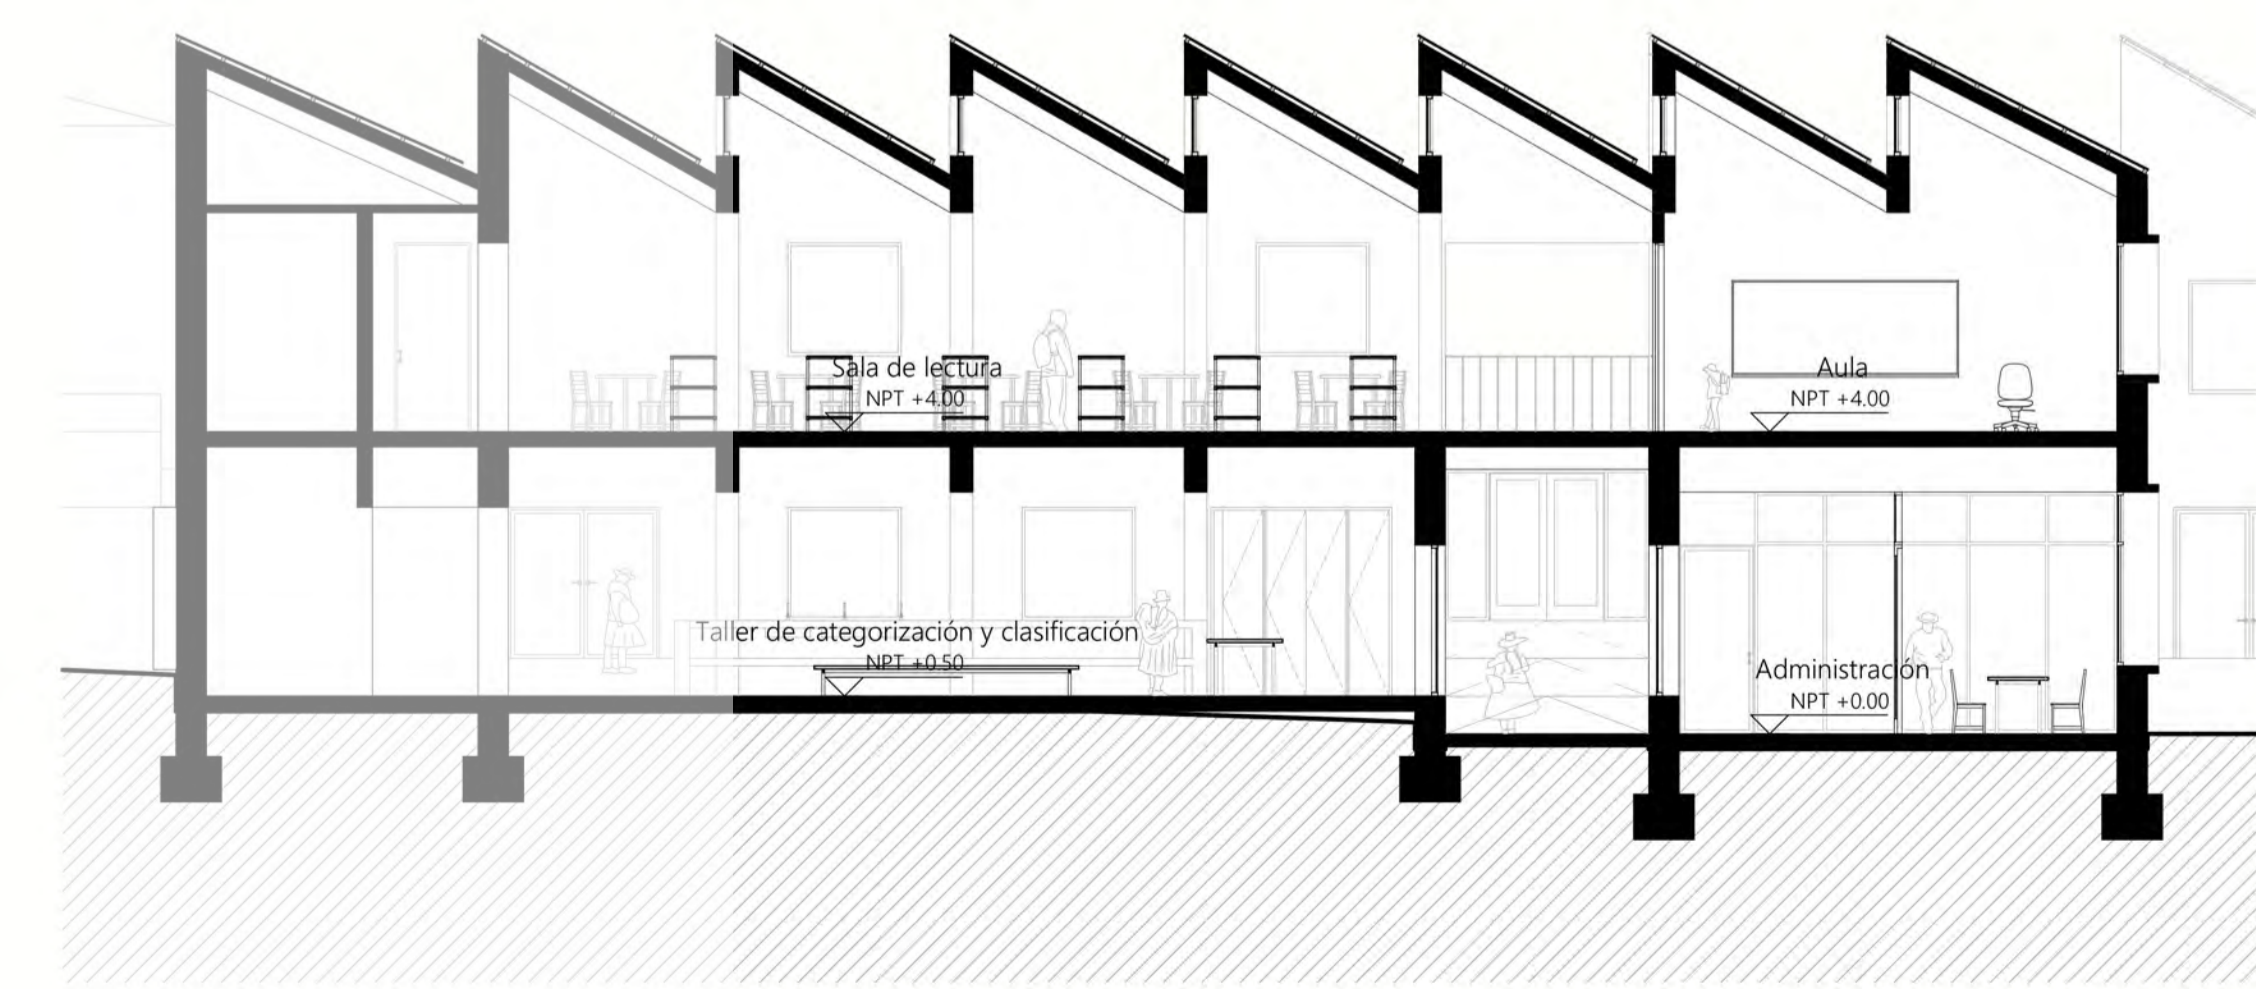 Sala de lectura
NPT +4.00
Aula
NPT +4.00
Taller de categorización y clasificación
NPT +0.50
Administración
NPT +0.00